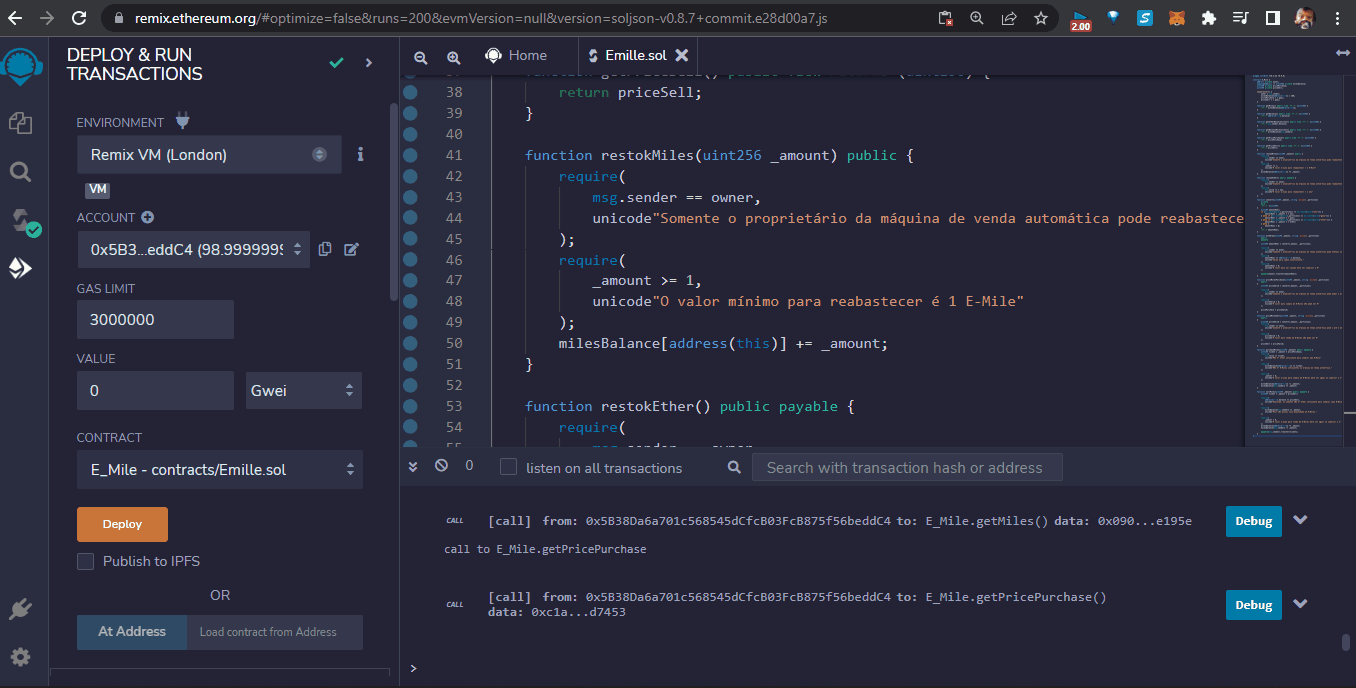 remix.ethereum.org/#optimize=false&runs=200&evmVersion=null&version=soljson-v0.8.7+commit.e28d00a7.js
2.00
DEPLOY & RUN
TRANSACTIONS
ENVIRONMENT
Remix VM (London)
VM
ACCOUNT
0x5B3...eddC4 (98.9999999
GAS LIMIT
3000000
VALUE
0
Gwei
CONTRACT
E_Mile - contracts/Emille.sol
Deploy
Publish to IPFS
OR
At Address
Load contract from Address
Home
Emille.sol
38 return priceSell;
39 }
40
41 function restokMiles(uint256 _amount) public {
42 require(
43 msg.sender == owner,
44 unicode"Somente o proprietário da máquina de venda automática pode reabastece
45 );
46 require(
47 _amount >= 1,
48 unicode"O valor mínimo para reabastecer é 1 E-Mile"
49 );
50 milesBalance[address(this)] += _amount;
51 }
52
53 function restokEther() public payable {
54 require(
0
listen on all transactions
Search with transaction hash or address
CALL
[call] from: 0x5B38Da6a701c568545dCfcB03FcB875f56beddC4 to: E_Mile.getMiles() data: 0x090...e195e
Debug
call to E_Mile.getPricePurchase
CALL
[call] from: 0x5B38Da6a701c568545dCfcB03FcB875f56beddC4 to: E_Mile.getPricePurchase()
data: 0xc1a...d7453
Debug
>